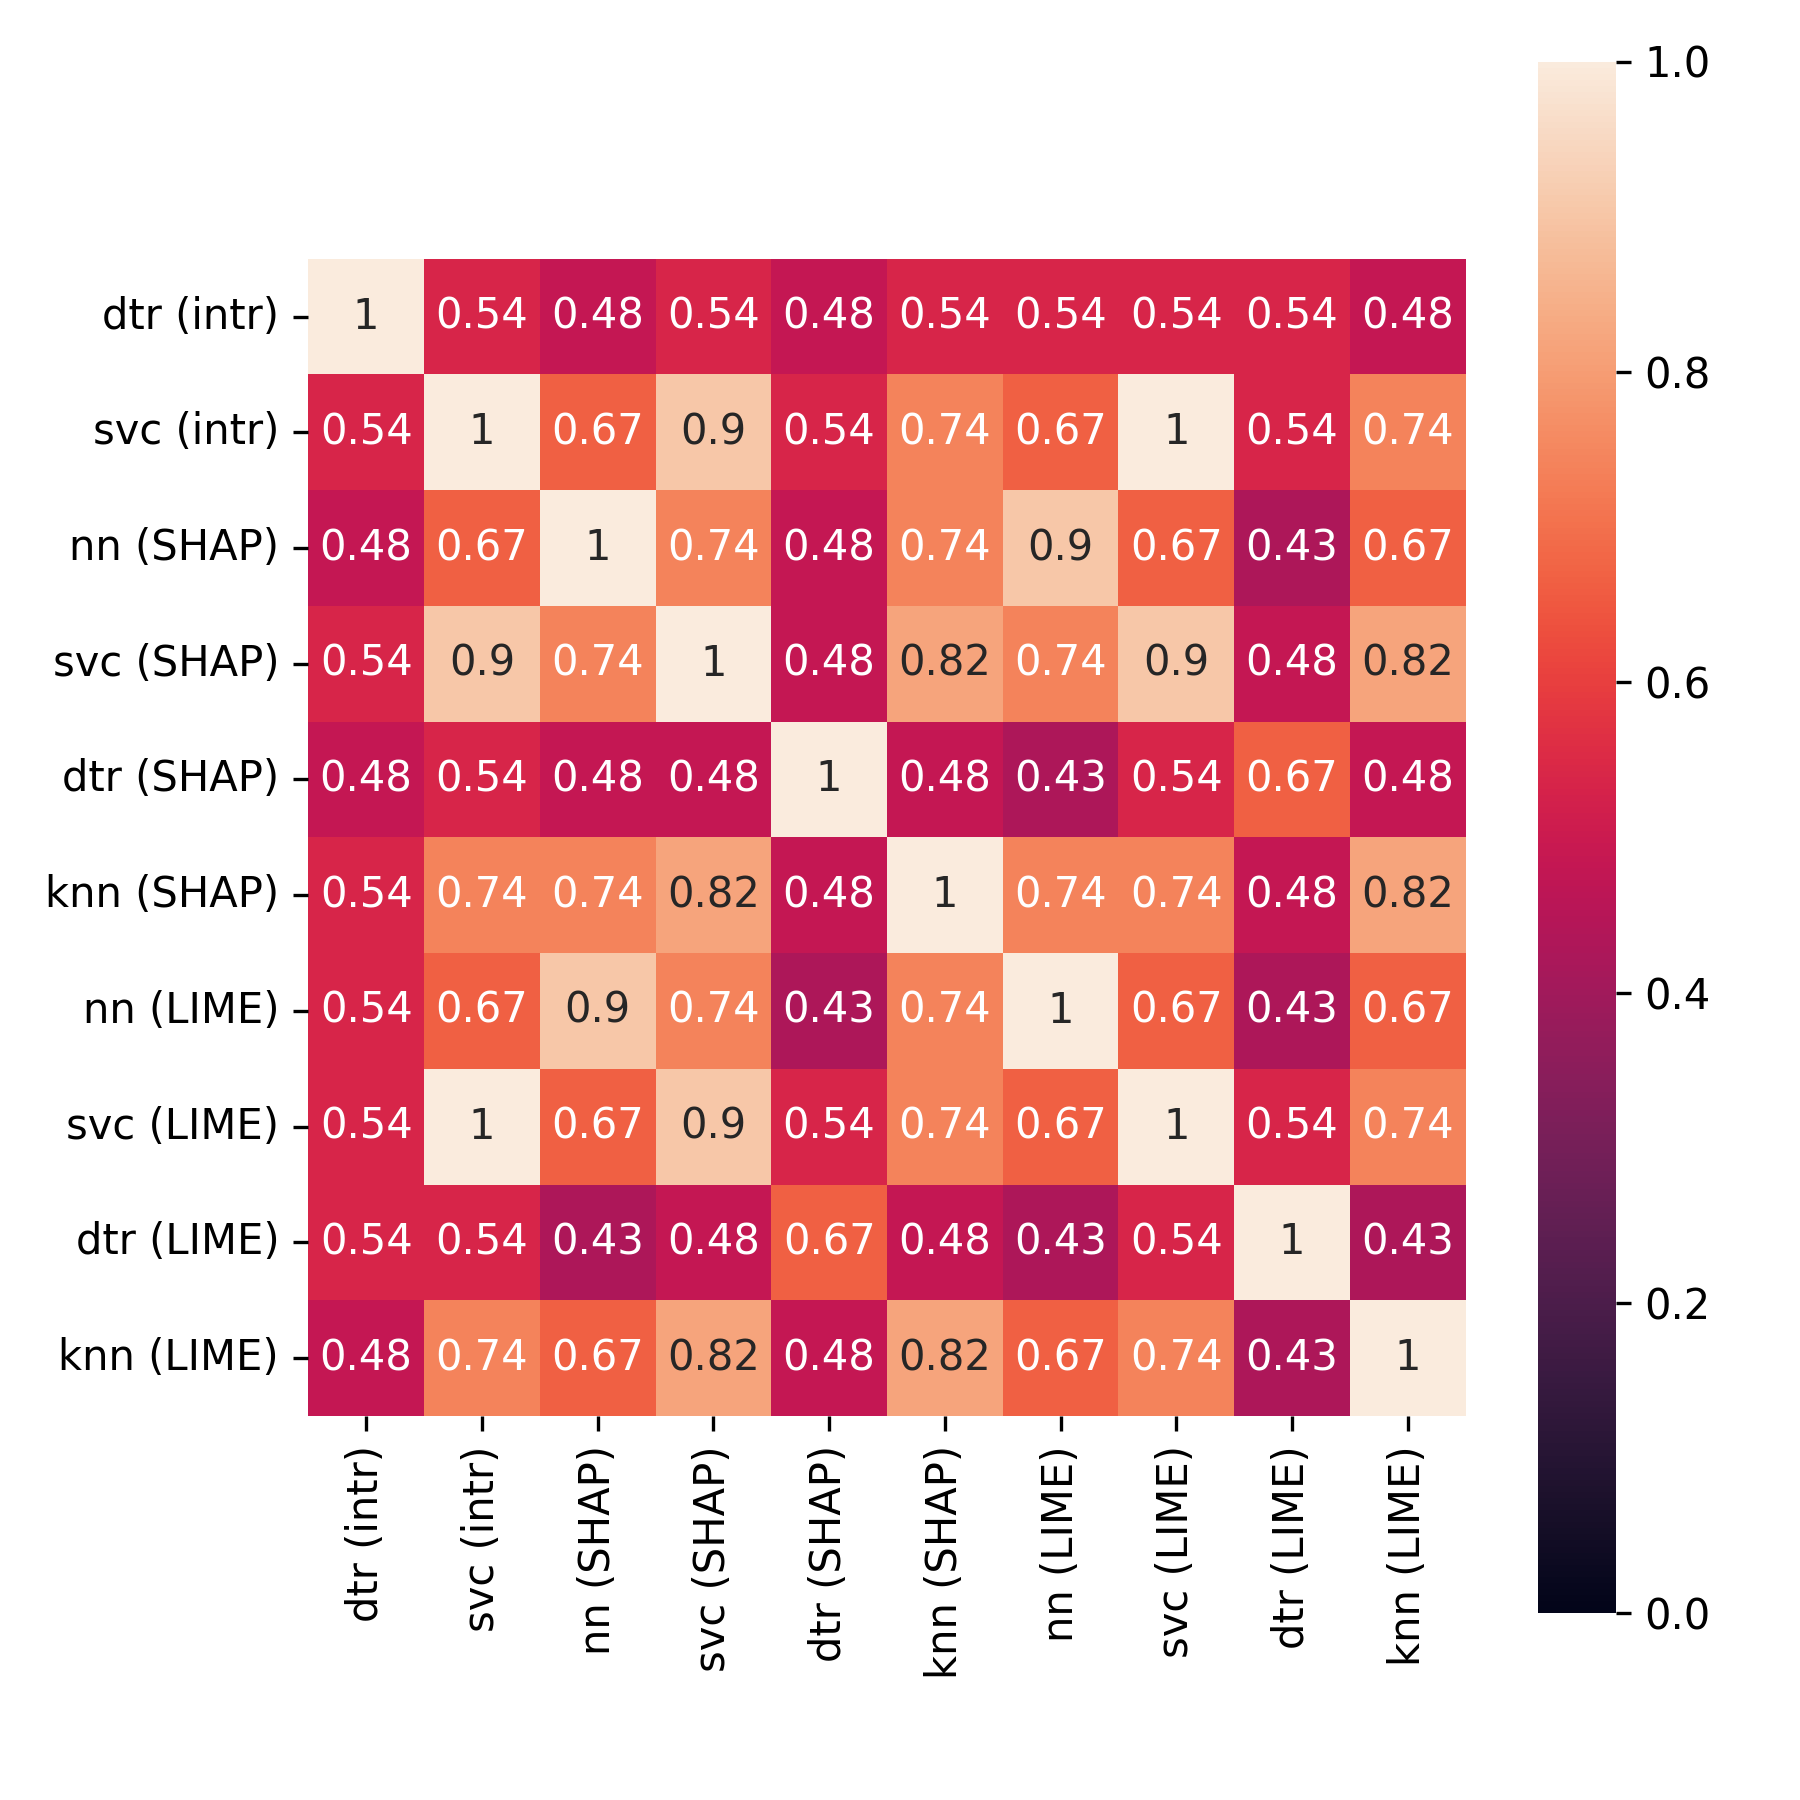 dtr (intr) 1 0.54 0.48 0.54 0.48 0.54 0.54 0.54 0.54 0.48
svc (intr) 0.54 1 0.67 0.9 0.54 0.74 0.67 1 0.54 0.74
nn (SHAP) 0.48 0.67 1 0.74 0.48 0.74 0.9 0.67 0.43 0.67
svc (SHAP) 0.54 0.9 0.74 1 0.48 0.82 0.74 0.9 0.48 0.82
dtr (SHAP) 0.48 0.54 0.48 0.48 1 0.48 0.43 0.54 0.67 0.48
knn (SHAP) 0.54 0.74 0.74 0.82 0.48 1 0.74 0.74 0.48 0.82
nn (LIME) 0.54 0.67 0.9 0.74 0.43 0.74 1 0.67 0.43 0.67
svc (LIME) 0.54 1 0.67 0.9 0.54 0.74 0.67 1 0.54 0.74
dtr (LIME) 0.54 0.54 0.43 0.48 0.67 0.48 0.43 0.54 1 0.43
knn (LIME) 0.48 0.74 0.67 0.82 0.48 0.82 0.67 0.74 0.43 1
dtr (intr)
svc (intr)
nn (SHAP)
svc (SHAP)
dtr (SHAP)
knn (SHAP)
nn (LIME)
svc (LIME)
dtr (LIME)
knn (LIME)
1.0
0.8
0.6
0.4
0.2
0.0